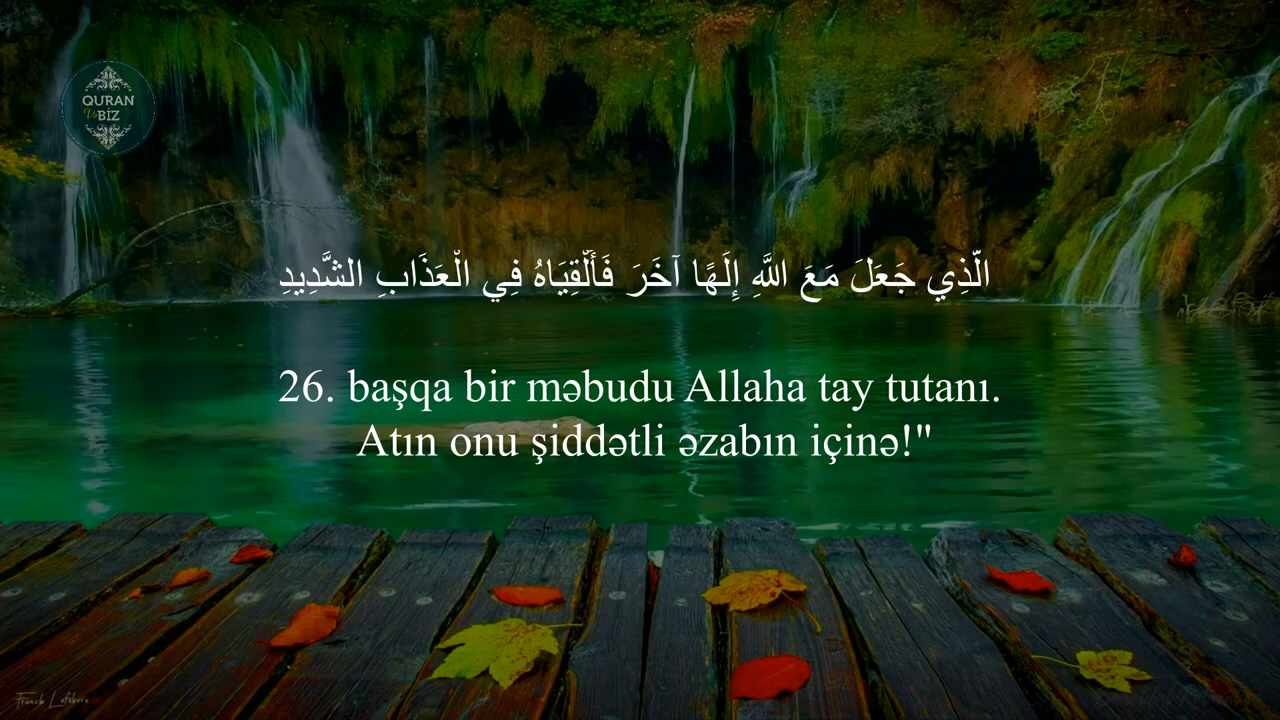 QURAN
Və BİZ
الَّذِي جَعَلَ مَعَ اللَّهِ إِلَهًا آخَرَ فَأَلْقِيَاهُ فِي الْعَذَابِ الشَّدِيدِ
26. başqa bir məbudu Allaha tay tutanı.
Atın onu şiddətli əzabın içinə!"